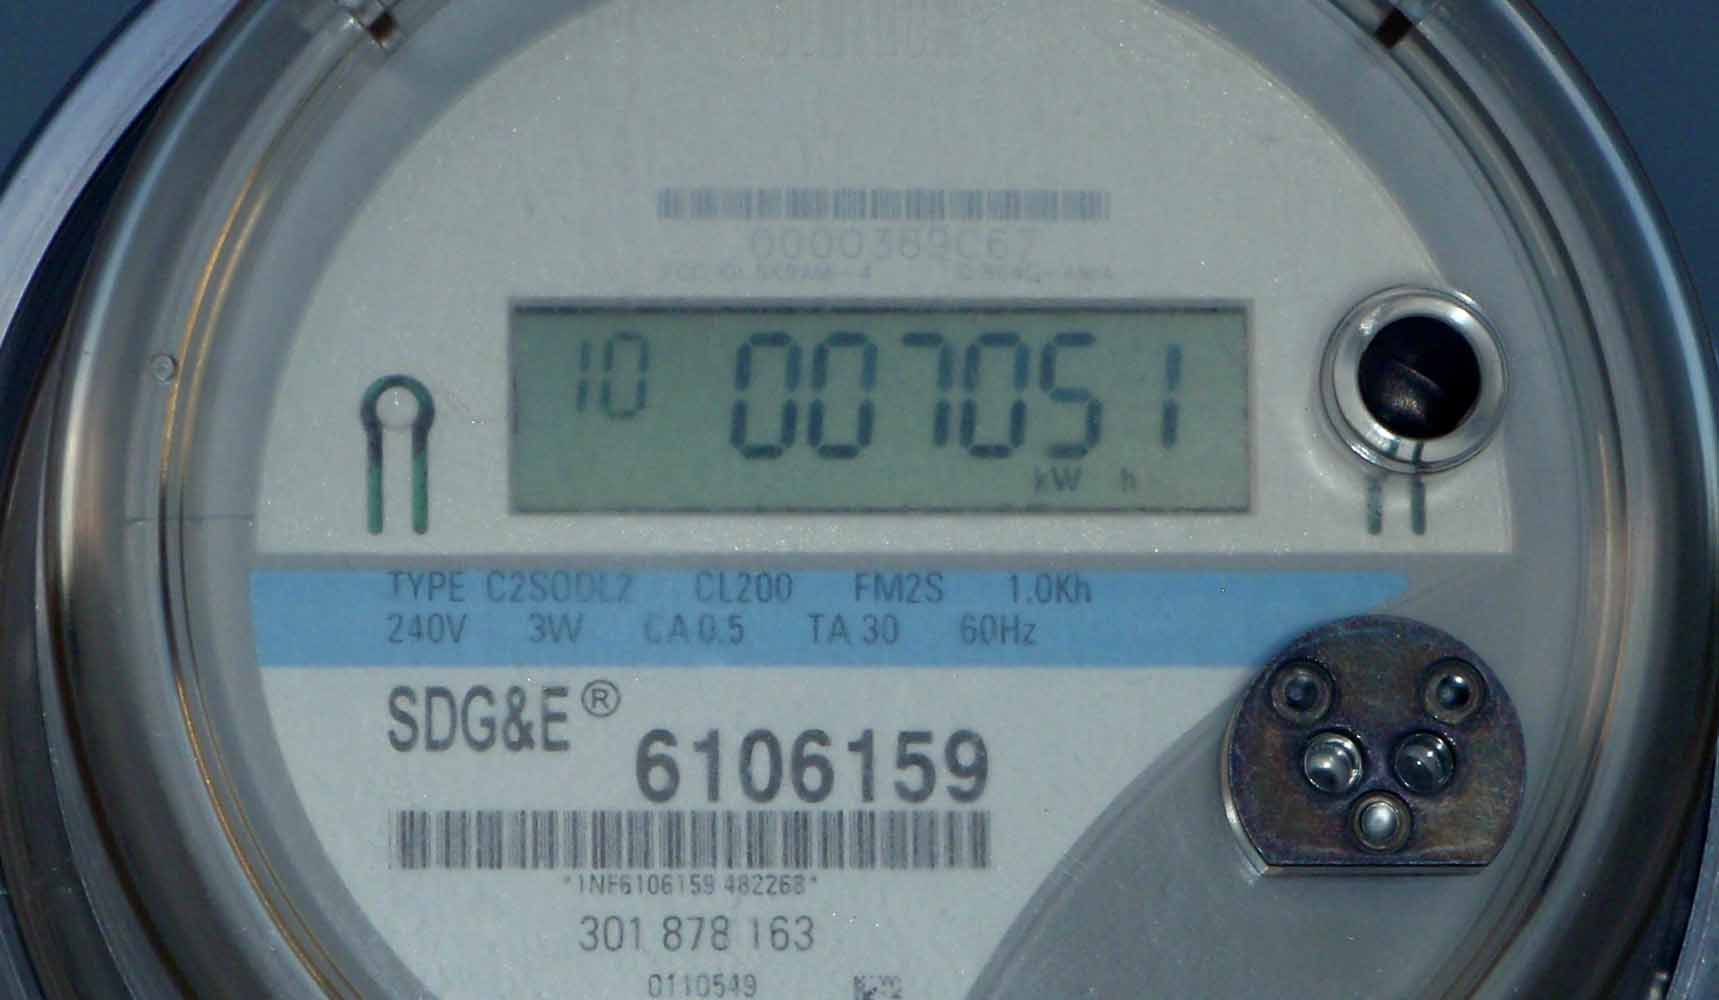 0000389C67
10 007051
kW h
TYPE C2SODL2 CL200 FM2S 1.0Kh
240V 3W CA 0.5 TA 30 60Hz
SDG&E®
6106159
*1NF6106159 482268*
301 878 163
0110549